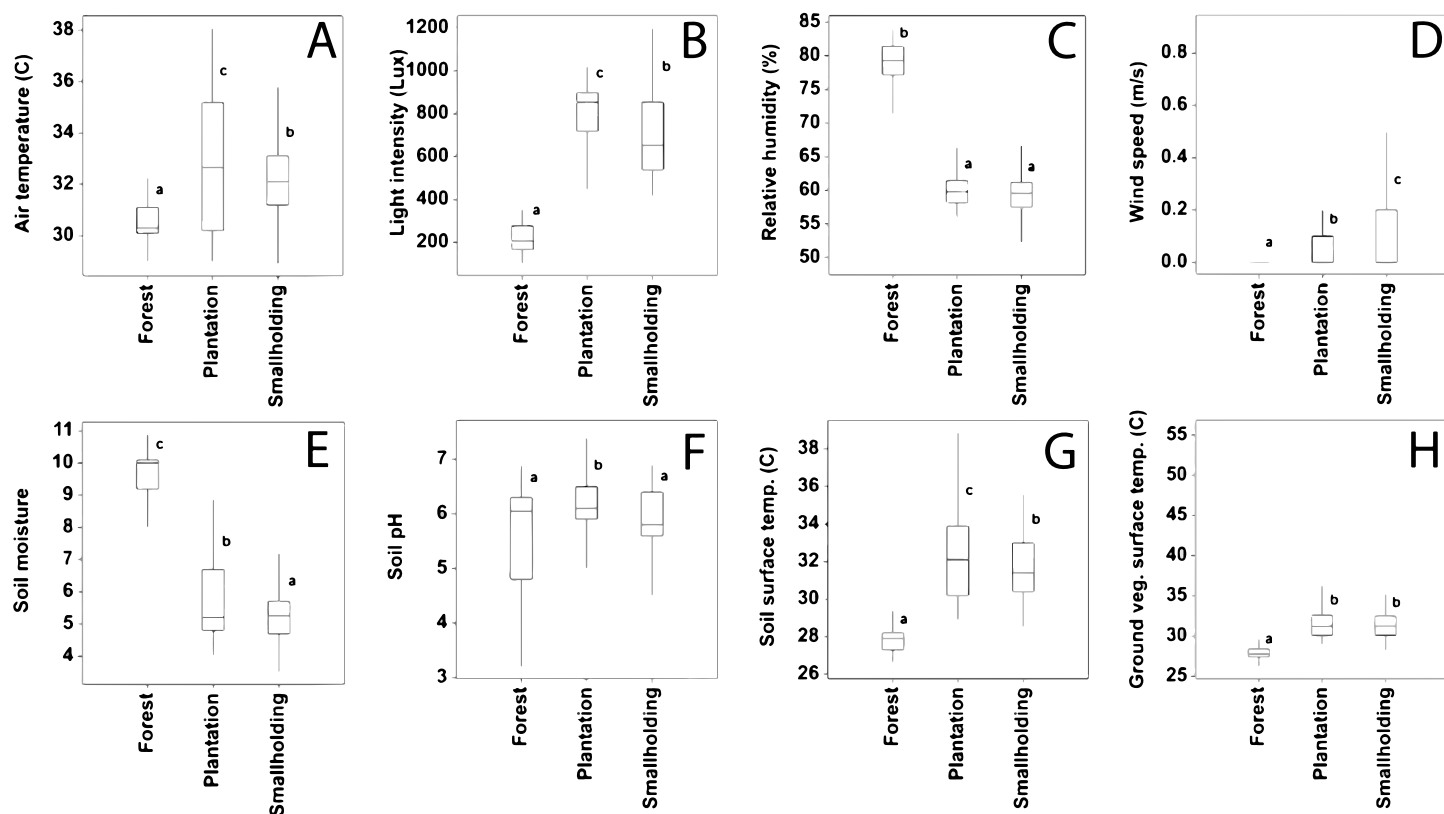 A
Air temperature (C)
38
36
34
32
30
c
b
a
Forest
Plantation
Smallholding
B
Light intensity (Lux)
1200
1000
800
600
400
200
b
c
a
Forest
Plantation
Smallholding
C
Relative humidity (%)
85
80
75
70
65
60
55
50
b
a
a
Forest
Plantation
Smallholding
D
Wind speed (m/s)
0.8
0.6
0.4
0.2
0.0
c
b
a
Forest
Plantation
Smallholding
E
Soil moisture
11
10
9
8
7
6
5
4
c
b
a
Forest
Plantation
Smallholding
F
Soil pH
7
6
5
4
3
a
b
a
Forest
Plantation
Smallholding
G
Soil surface temp. (C)
38
36
34
32
30
28
26
c
b
a
Forest
Plantation
Smallholding
H
Ground veg. surface temp. (C)
55
50
45
40
35
30
25
a
b
b
Forest
Plantation
Smallholding